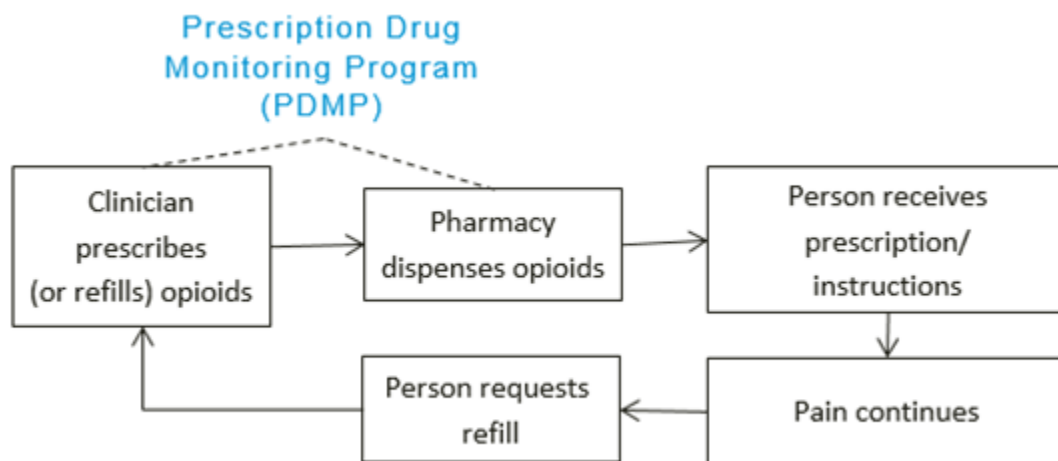 Prescription Drug
Monitoring Program
(PDMP)
Clinician
prescribes
(or refills) opioids
Pharmacy
dispenses opioids
Person receives
prescription/
instructions
Person requests
refill
Pain continues